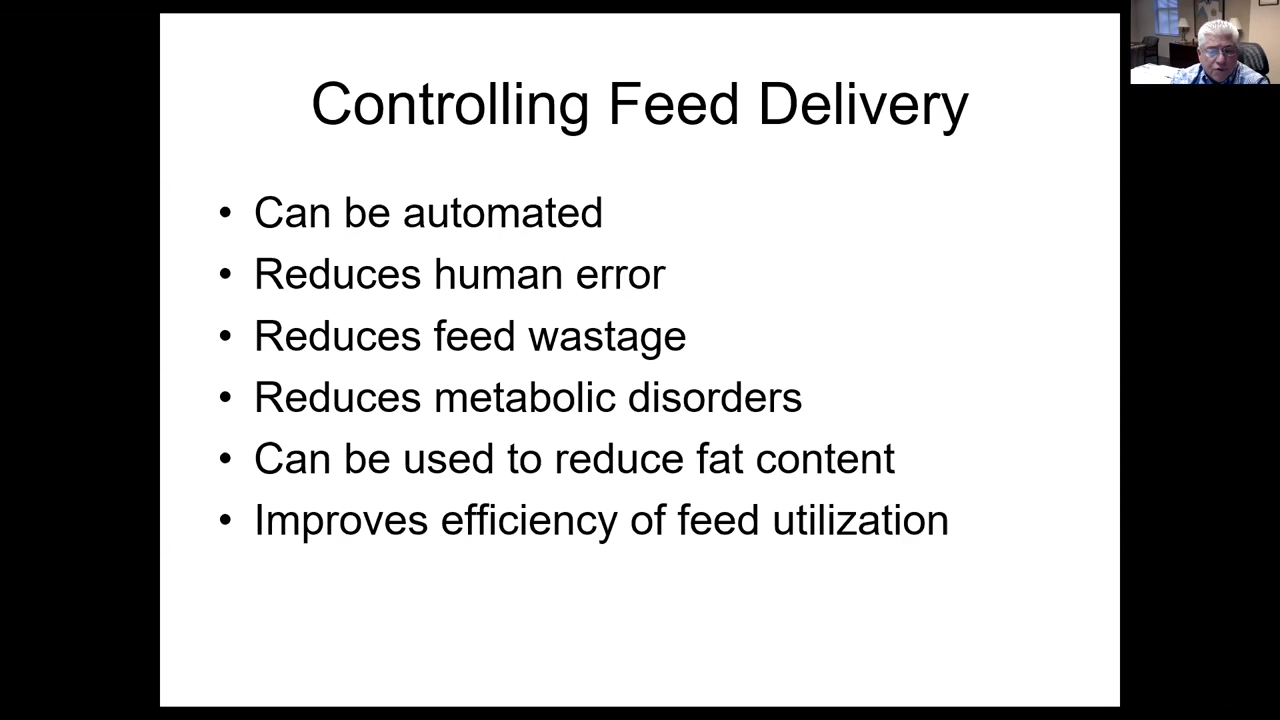 Controlling Feed Delivery
• Can be automated
• Reduces human error
• Reduces feed wastage
• Reduces metabolic disorders
• Can be used to reduce fat content
• Improves efficiency of feed utilization